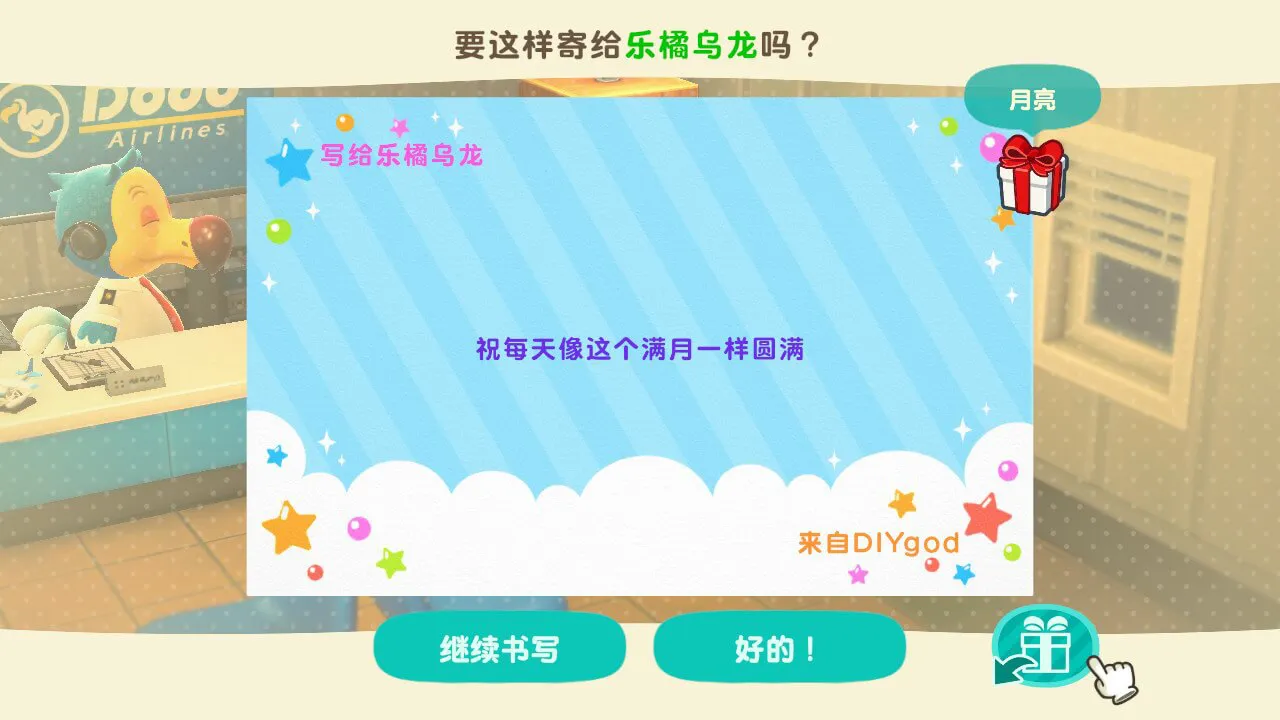 要这样寄给乐橘乌龙吗？
月亮
Dodo
Airlines
写给乐橘乌龙
祝每天像这个满月一样圆满
来自DIYgod
继续书写
好的！